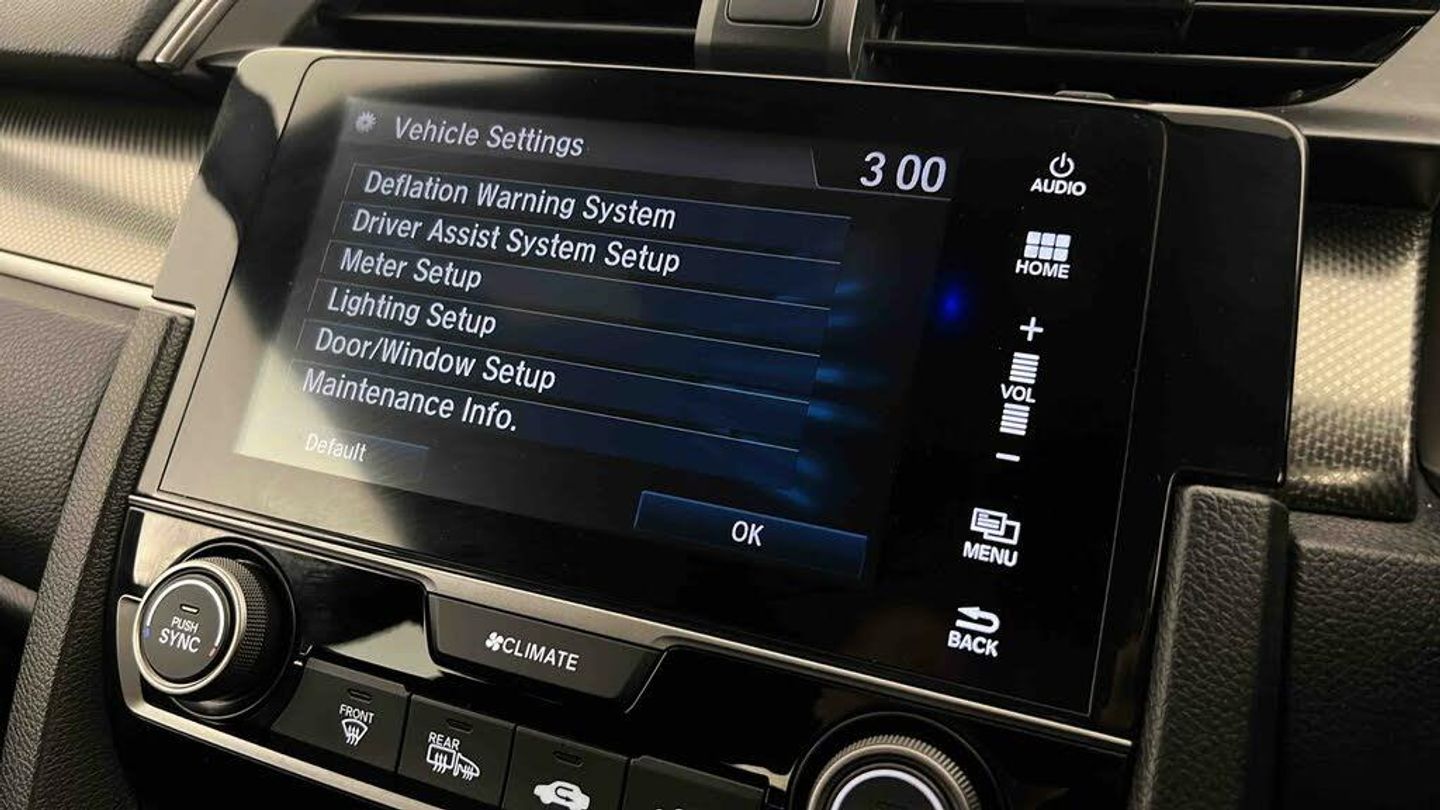 Vehicle Settings
3 00
Deflation Warning System
Driver Assist System Setup
Meter Setup
Lighting Setup
Door/Window Setup
Maintenance Info.
Default
OK
AUDIO
HOME
+
VOL
−
MENU
BACK
PUSH
SYNC
CLIMATE
FRONT
REAR